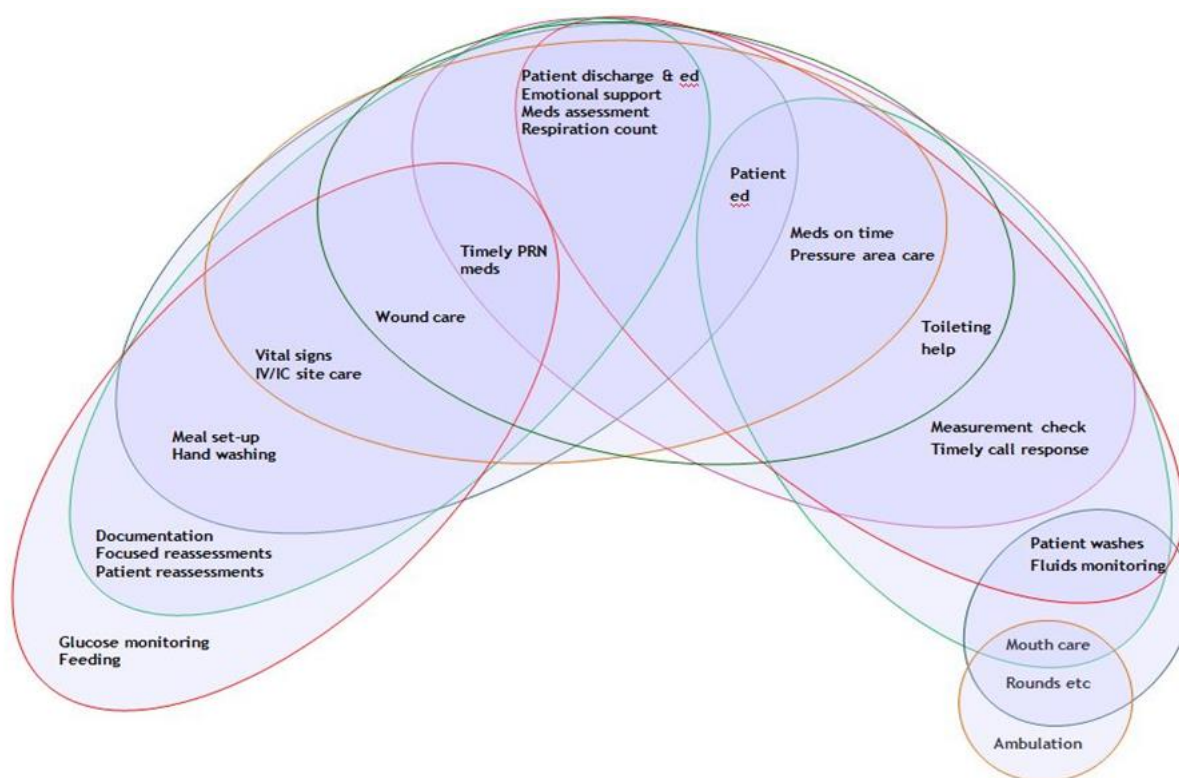 Patient discharge & ed
Emotional support
Meds assessment
Respiration count
Patient
ed
Meds on time
Pressure area care
Timely PRN
meds
Wound care
Toileting
help
Vital signs
IV/IC site care
Meal set-up
Hand washing
Measurement check
Timely call response
Documentation
Focused reassessments
Patient reassessments
Patient washes
Fluids monitoring
Glucose monitoring
Feeding
Mouth care
Rounds etc
Ambulation